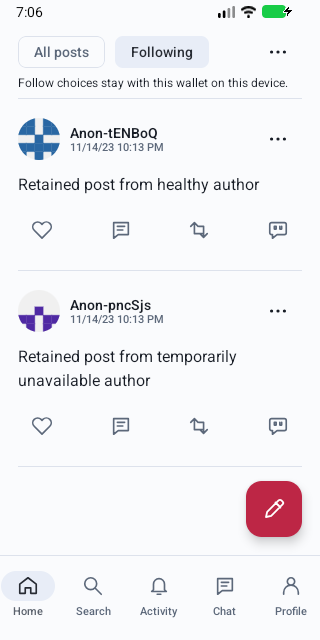 7:06
All posts
Following
Follow choices stay with this wallet on this device.
Anon-tENBoQ
11/14/23 10:13 PM
Retained post from healthy author
Anon-pncSjs
11/14/23 10:13 PM
Retained post from temporarily
unavailable author
Home
Search
Activity
Chat
Profile